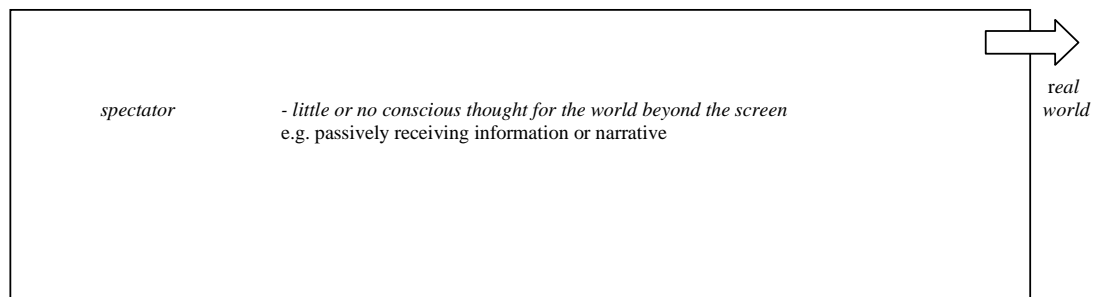 spectator - little or no conscious thought for the world beyond the screen
e.g. passively receiving information or narrative
real
world